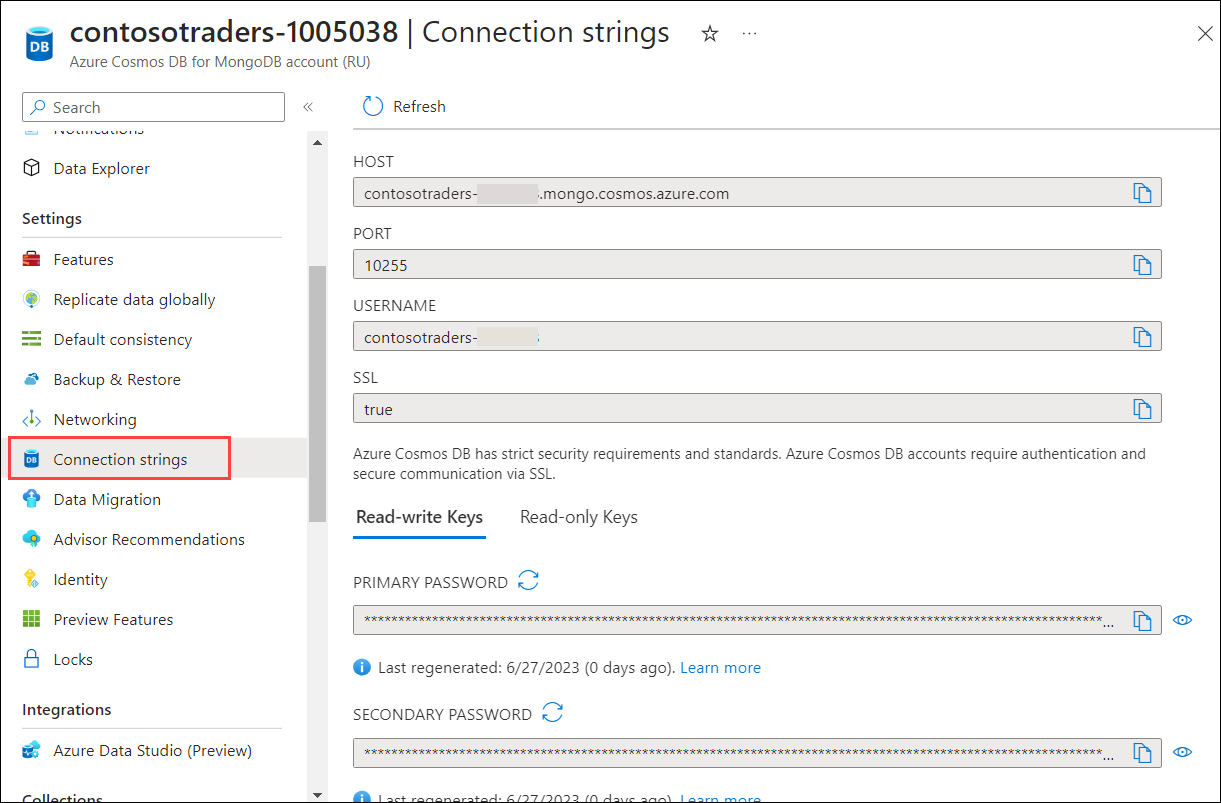 contosotraders-1005038 | Connection strings
Azure Cosmos DB for MongoDB account (RU)
Search
Notifications
Data Explorer
Settings
Features
Replicate data globally
Default consistency
Backup & Restore
Networking
DB Connection strings
Data Migration
Advisor Recommendations
Identity
Preview Features
Locks
Integrations
Azure Data Studio (Preview)
Collections
Refresh
HOST
contosotraders- .mongo.cosmos.azure.com
PORT
10255
USERNAME
contosotraders-
SSL
true
Azure Cosmos DB has strict security requirements and standards. Azure Cosmos DB accounts require authentication and
secure communication via SSL.
Read-write Keys Read-only Keys
PRIMARY PASSWORD
Last regenerated: 6/27/2023 (0 days ago). Learn more
SECONDARY PASSWORD
Last regenerated: 6/27/2023 (0 days ago). Learn more